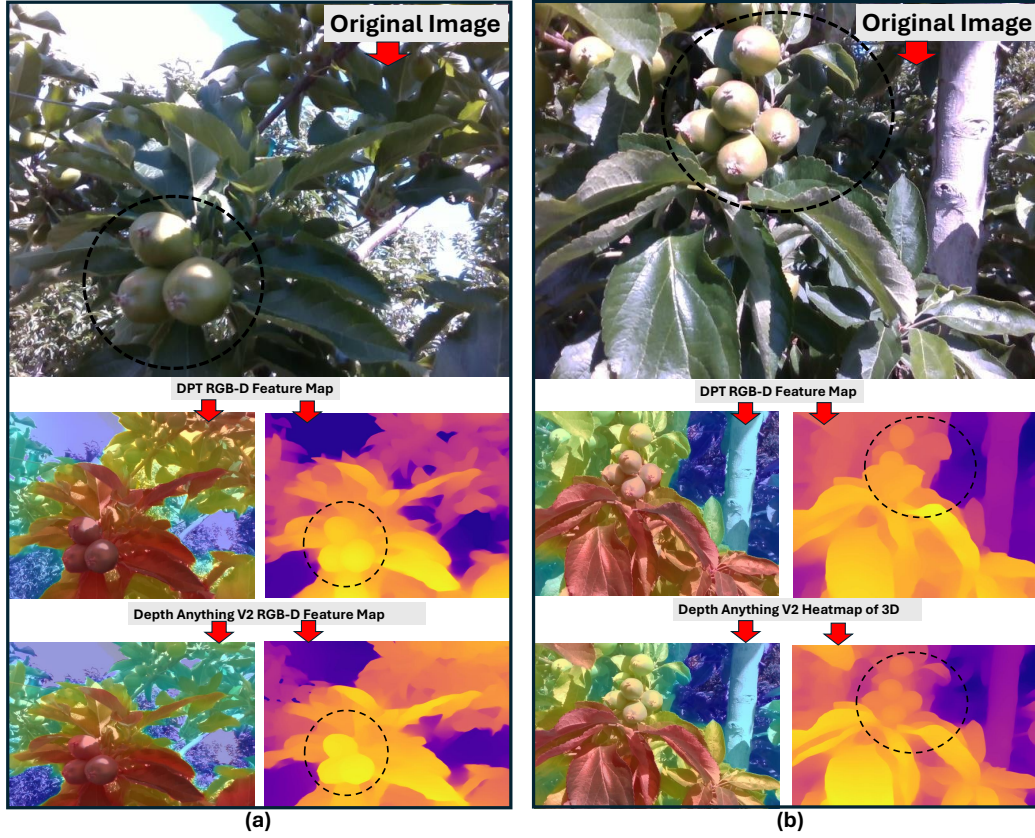 Original Image
DPT RGB-D Feature Map
Depth Anything V2 RGB-D Feature Map
(a)
Original Image
DPT RGB-D Feature Map
Depth Anything V2 Heatmap of 3D
(b)